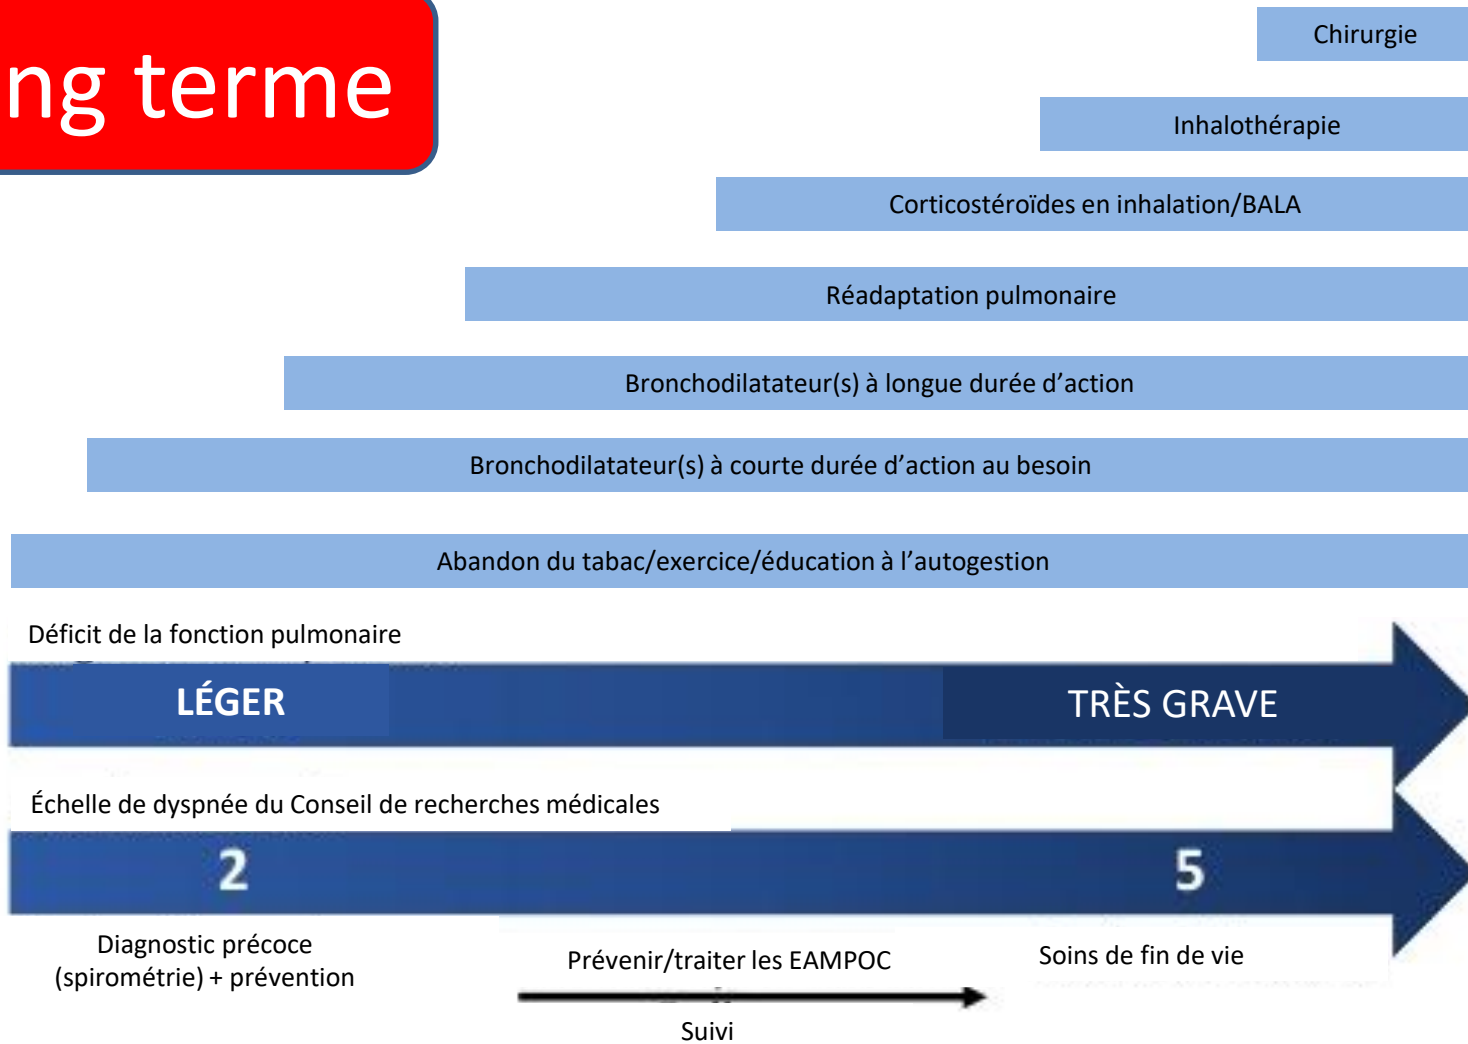 ng terme
Chirurgie
Inhalothérapie
Corticostéroïdes en inhalation/BALA
Réadaptation pulmonaire
Bronchodilatateur(s) à longue durée d’action
Bronchodilatateur(s) à courte durée d’action au besoin
Abandon du tabac/exercice/éducation à l’autogestion
Déficit de la fonction pulmonaire
LÉGER
TRÈS GRAVE
Échelle de dyspnée du Conseil de recherches médicales
2
5
Diagnostic précoce
(spirométrie) + prévention
Prévenir/traiter les EAMPOC
Soins de fin de vie
Suivi